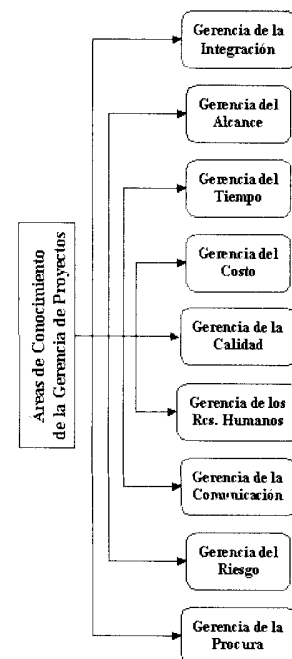 Areas de Conocimiento
de la Gerencia de Proyectos
Gerencia de la
Integración
Gerencia del
Alcance
Gerencia del
Tiempo
Gerencia del
Costo
Gerencia de la
Calidad
Gerencia de los
Rcs. Humanos
Gerencia de la
Comunicación
Gerencia del
Riesgo
Gerencia de la
Procura